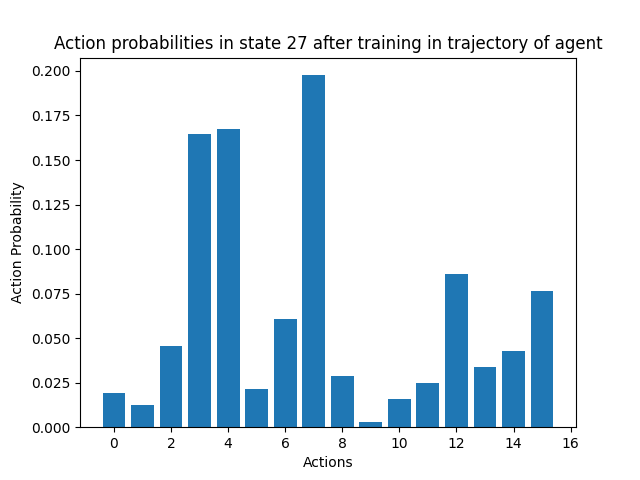 Action probabilities in state 27 after training in trajectory of agent
0.200
0.175
0.150
0.125
0.100
0.075
0.050
0.025
0.000
Action Probability
0 2 4 6 8 10 12 14 16
Actions